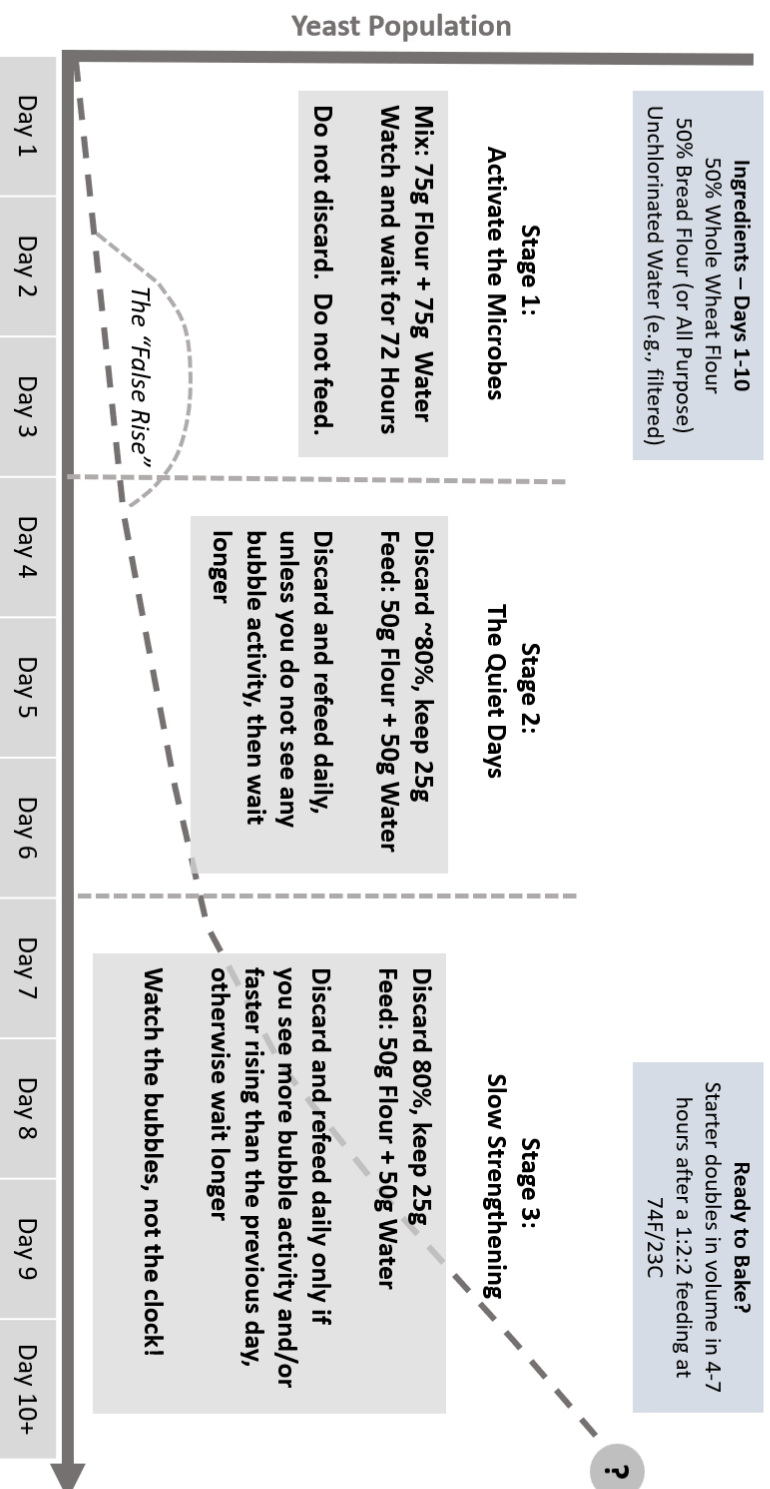 Yeast Population
Ingredients – Days 1-10
50% Whole Wheat Flour
50% Bread Flour (or All Purpose)
Unchlorinated Water (e.g., filtered)
Ready to Bake?
Starter doubles in volume in 4-7
hours after a 1:2:2 feeding at
74F/23C
Stage 1:
Activate the Microbes
Mix: 75g Flour + 75g Water
Watch and wait for 72 Hours
Do not discard. Do not feed.
Stage 2:
The Quiet Days
Discard ~80%, keep 25g
Feed: 50g Flour + 50g Water
Discard and refeed daily,
unless you do not see any
bubble activity, then wait
longer
Stage 3:
Slow Strengthening
Discard 80%, keep 25g
Feed: 50g Flour + 50g Water
Discard and refeed daily only if
you see more bubble activity and/or
faster rising than the previous day,
otherwise wait longer
Watch the bubbles, not the clock!
The “False Rise”
?
Day 1
Day 2
Day 3
Day 4
Day 5
Day 6
Day 7
Day 8
Day 9
Day 10+